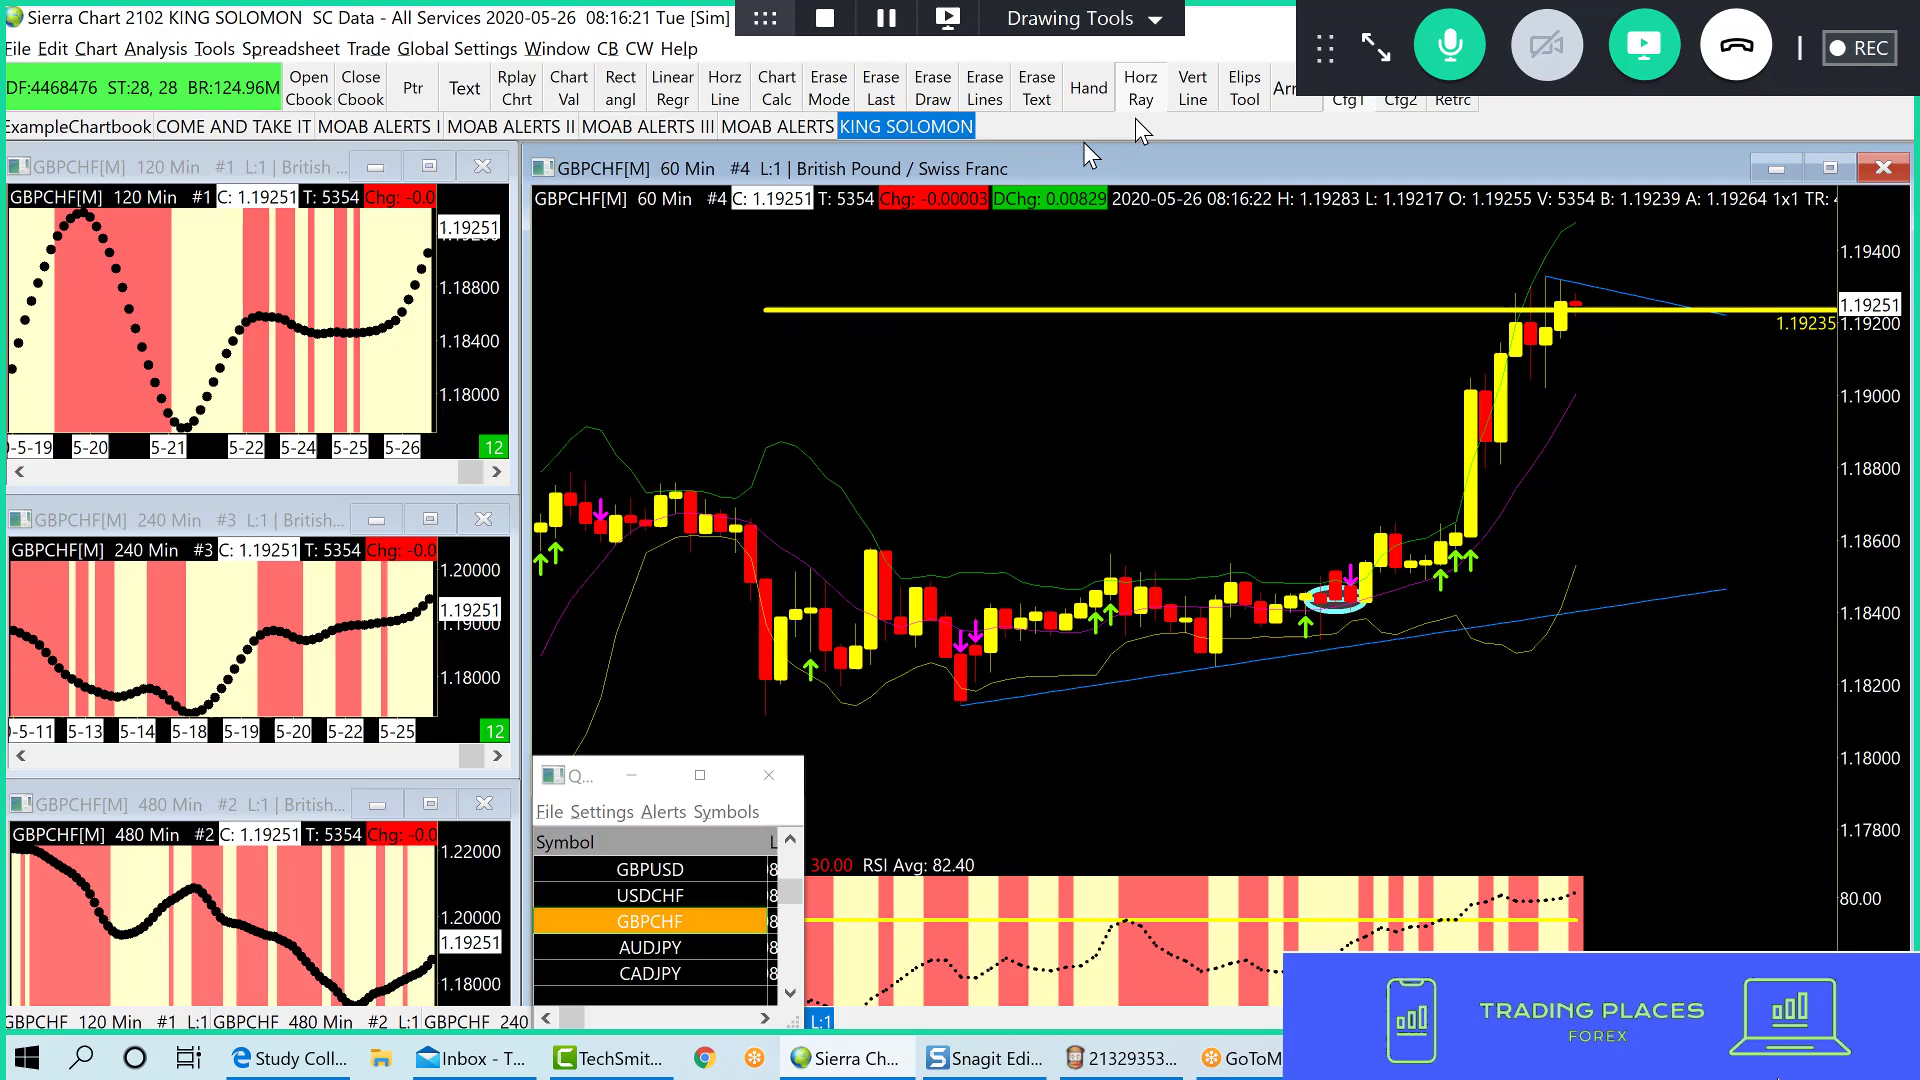 Sierra Chart 2102 KING SOLOMON SC Data - All Services 2020-05-26 08:16:21 Tue [Sim]
Drawing Tools
REC
File Edit Chart Analysis Tools Spreadsheet Trade Global Settings Window CB CW Help
DF:4468476 ST:28, 28 BR:124.96M
Open Cbook
Close Cbook
Ptr
Text
Rplay Chrt
Chart Val
Rect angl
Linear Regr
Horz Line
Chart Calc
Erase Mode
Erase Last
Erase Draw
Erase Lines
Erase Text
Hand
Horz Ray
Vert Line
Elips Tool
Cfg1
Cfg2
Retrc
ExampleChartbook COME AND TAKE IT MOAB ALERTS I MOAB ALERTS II MOAB ALERTS III MOAB ALERTS KING SOLOMON
GBPCHF[M] 120 Min #1 L:1 | British ...
GBPCHF[M] 120 Min #1 C: 1.19251 T: 5354 Chg: -0.0
1.19251
1.18800
1.18400
1.18000
5-19 5-20 5-21 5-22 5-24 5-25 5-26 12
GBPCHF[M] 240 Min #3 L:1 | British...
GBPCHF[M] 240 Min #3 C: 1.19251 T: 5354 Chg: -0.0
1.20000
1.19251
1.19000
1.18000
5-11 5-13 5-14 5-18 5-19 5-20 5-22 5-25 12
GBPCHF[M] 480 Min #2 L:1 | British...
GBPCHF[M] 480 Min #2 C: 1.19251 T: 5354 Chg: -0.0
1.22000
1.20000
1.19251
1.18000
GBPCHF 120 Min #1 L:1 GBPCHF 480 Min #2 L:1 GBPCHF 240
GBPCHF[M] 60 Min #4 L:1 | British Pound / Swiss Franc
GBPCHF[M] 60 Min #4 C: 1.19251 T: 5354 Chg: -0.00003 DChg: 0.00829 2020-05-26 08:16:22 H: 1.19283 L: 1.19217 O: 1.19255 V: 5354 B: 1.19239 A: 1.19264 1x1 TR:
1.19400
1.19251
1.19235
1.19200
1.19000
1.18800
1.18600
1.18400
1.18200
1.18000
1.17800
30.00 RSI Avg: 82.40
80.00
L:1
Q...
File Settings Alerts Symbols
Symbol L
GBPUSD
USDCHF
GBPCHF
AUDJPY
CADJPY
TRADING PLACES
FOREX
Study Coll...
Inbox - T...
TechSmit...
Sierra Ch...
Snagit Edi...
21329353...
GoToM